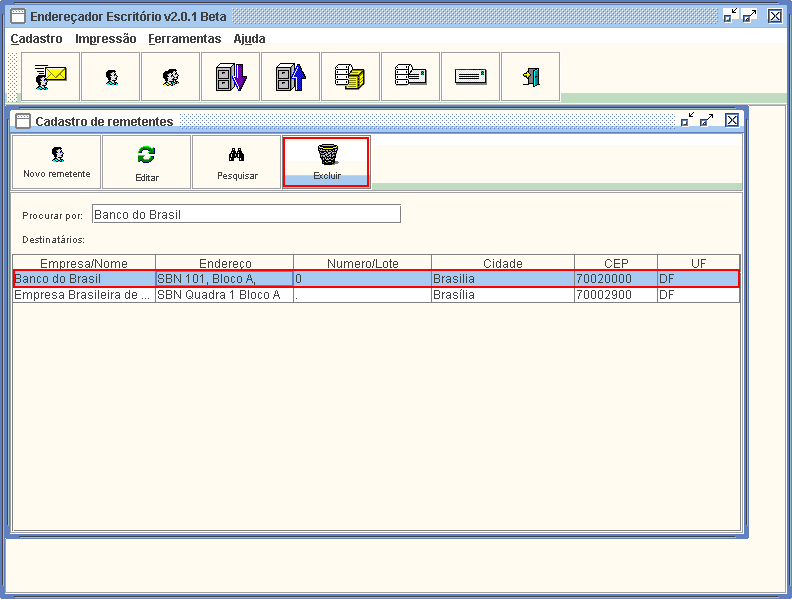 Endereçador Escritório v2.0.1 Beta
Cadastro Impressão Ferramentas Ajuda
Cadastro de remetentes
Novo remetente Editar Pesquisar Excluir
Procurar por: Banco do Brasil
Destinatários:
Empresa/Nome Endereço Numero/Lote Cidade CEP UF
Banco do Brasil SBN 101, Bloco A, 0 Brasilia 70020000 DF
Empresa Brasileira de ... SBN Quadra 1 Bloco A . Brasília 70002900 DF